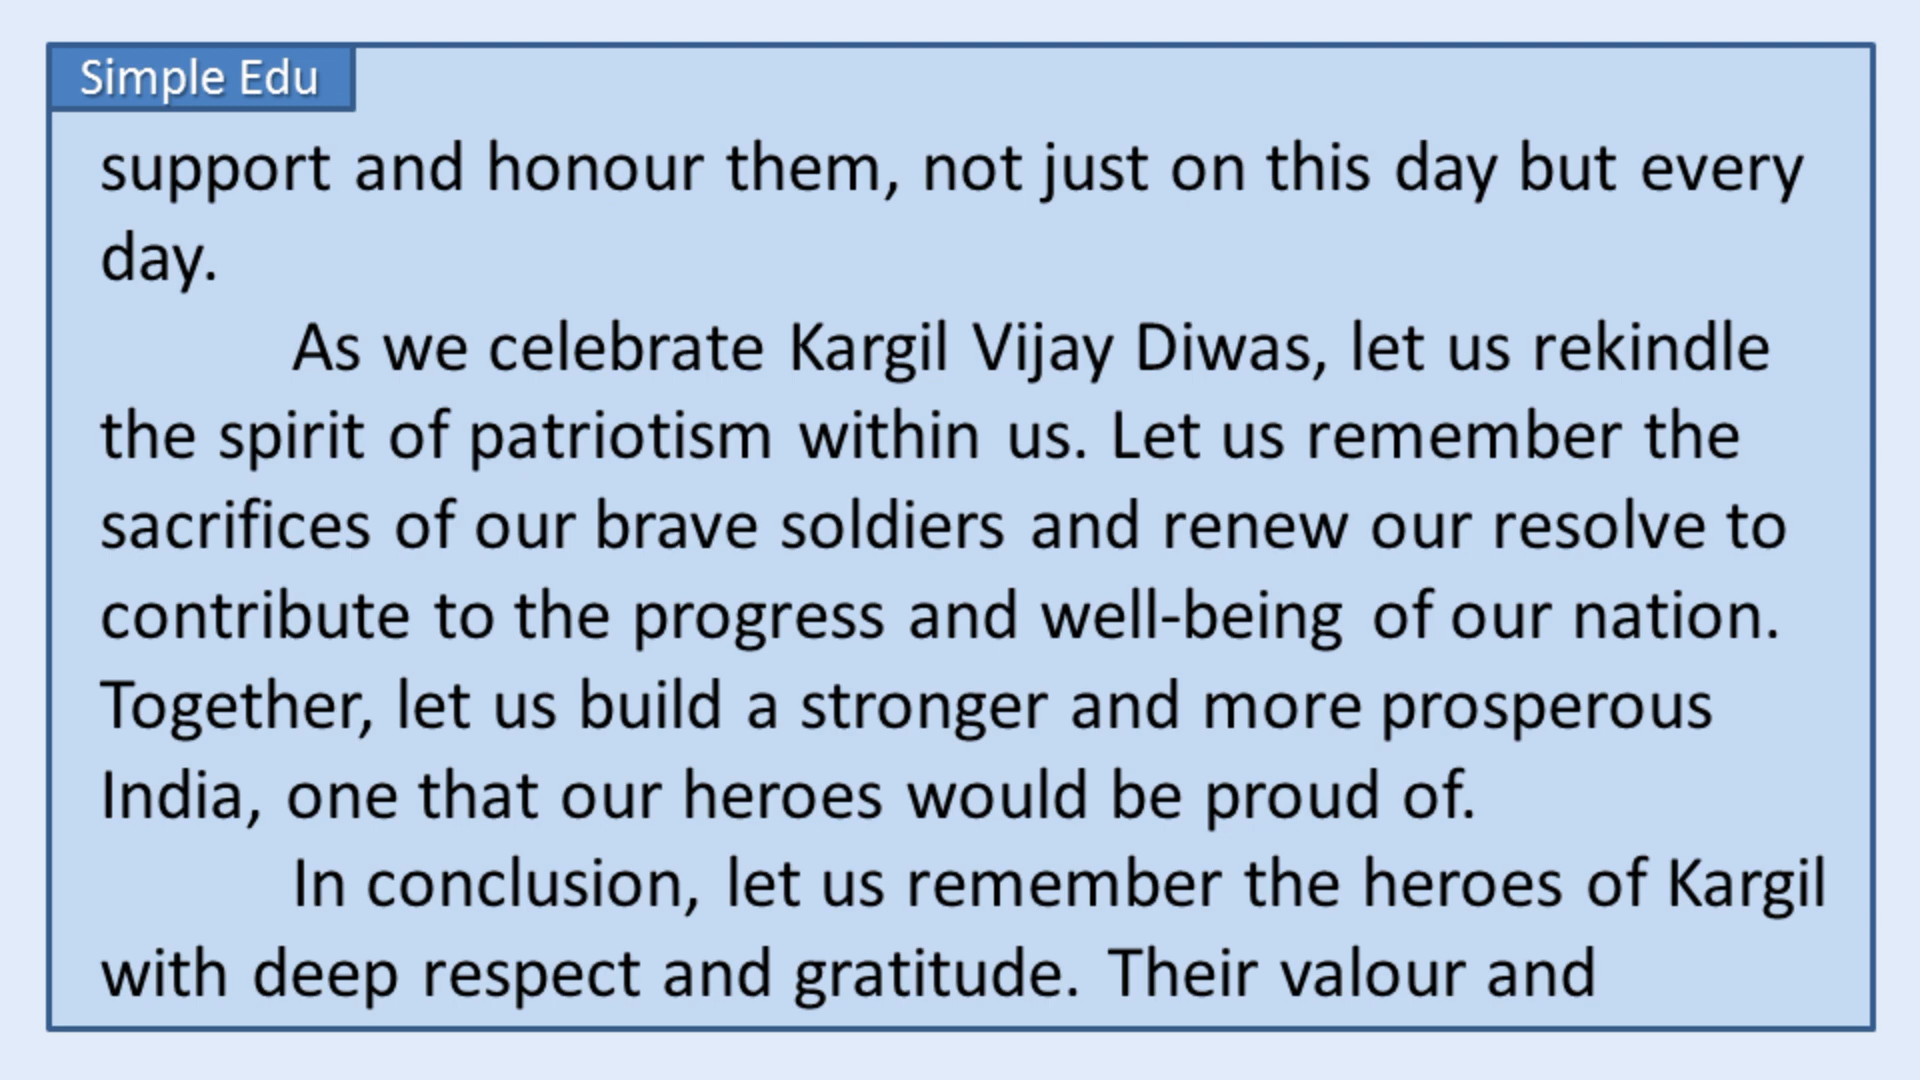 Simple Edu
support and honour them, not just on this day but every
day.
As we celebrate Kargil Vijay Diwas, let us rekindle
the spirit of patriotism within us. Let us remember the
sacrifices of our brave soldiers and renew our resolve to
contribute to the progress and well-being of our nation.
Together, let us build a stronger and more prosperous
India, one that our heroes would be proud of.
In conclusion, let us remember the heroes of Kargil
with deep respect and gratitude. Their valour and